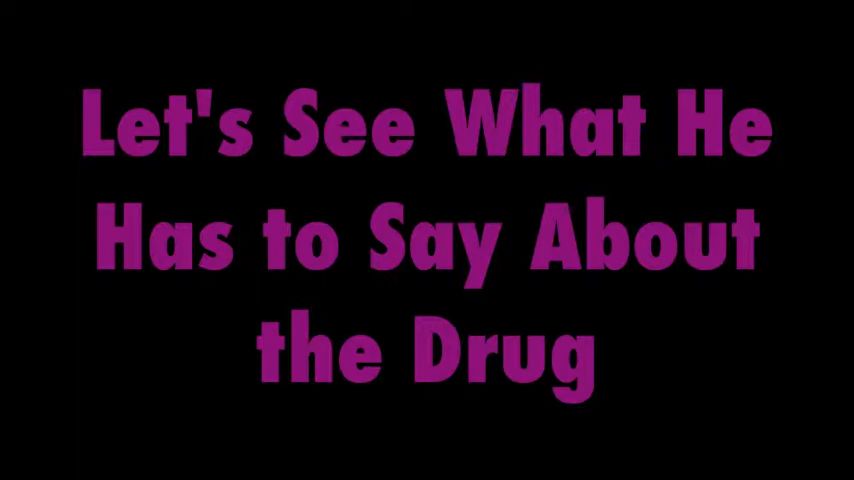 Let's See What He
Has to Say About
the Drug